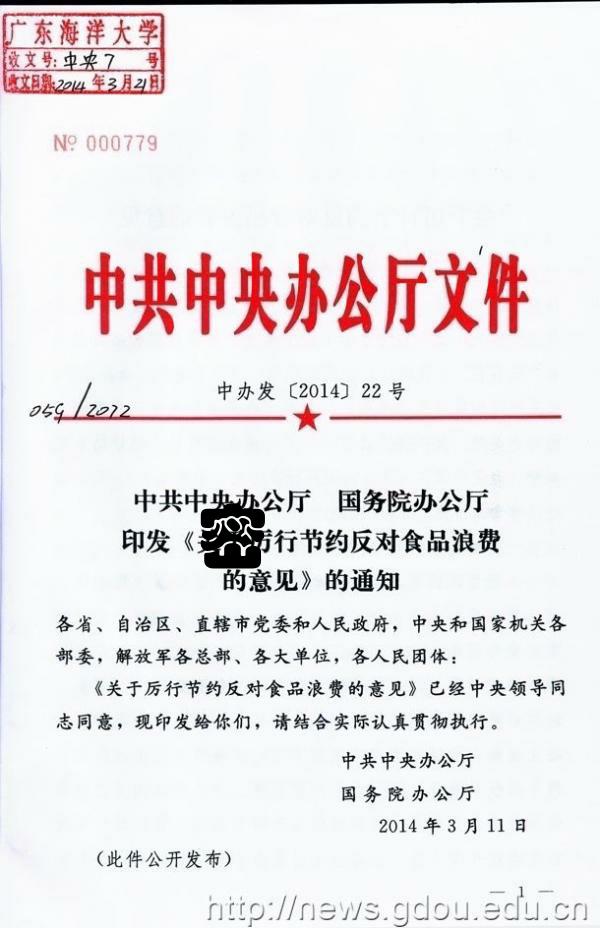 广东海洋大学
收文号:中央7 号
收文日期:2014年3月21日
№ 000779
中共中央办公厅文件
中办发〔2014〕22号
059/2022
中共中央办公厅 国务院办公厅
印发《 厉行节约反对食品浪费
的意见》的通知
各省、自治区、直辖市党委和人民政府，中央和国家机关各
部委，解放军各总部、各大单位，各人民团体：
《关于厉行节约反对食品浪费的意见》已经中央领导同
志同意，现印发给你们，请结合实际认真贯彻执行。
中共中央办公厅
国务院办公厅
2014年3月11日
（此件公开发布）
— 1 —
http://news.gdou.edu.cn